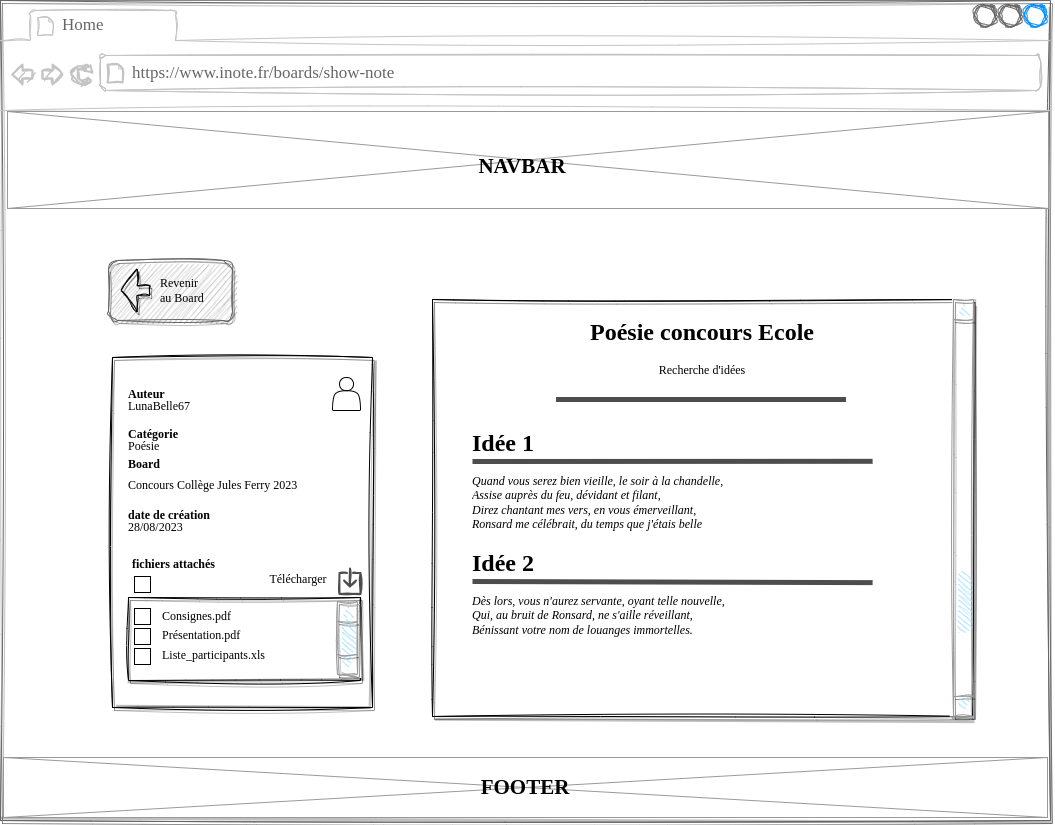 Home
https://www.inote.fr/boards/show-note
NAVBAR
Revenir
au Board
Auteur
LunaBelle67
Catégorie
Poésie
Board
Concours Collège Jules Ferry 2023
date de création
28/08/2023
fichiers attachés
Télécharger
Consignes.pdf
Présentation.pdf
Liste_participants.xls
Poésie concours Ecole
Recherche d'idées
Idée 1
Quand vous serez bien vieille, le soir à la chandelle,
Assise auprès du feu, dévidant et filant,
Direz chantant mes vers, en vous émerveillant,
Ronsard me célébrait, du temps que j'étais belle
Idée 2
Dès lors, vous n'aurez servante, oyant telle nouvelle,
Qui, au bruit de Ronsard, ne s'aille réveillant,
Bénissant votre nom de louanges immortelles.
FOOTER